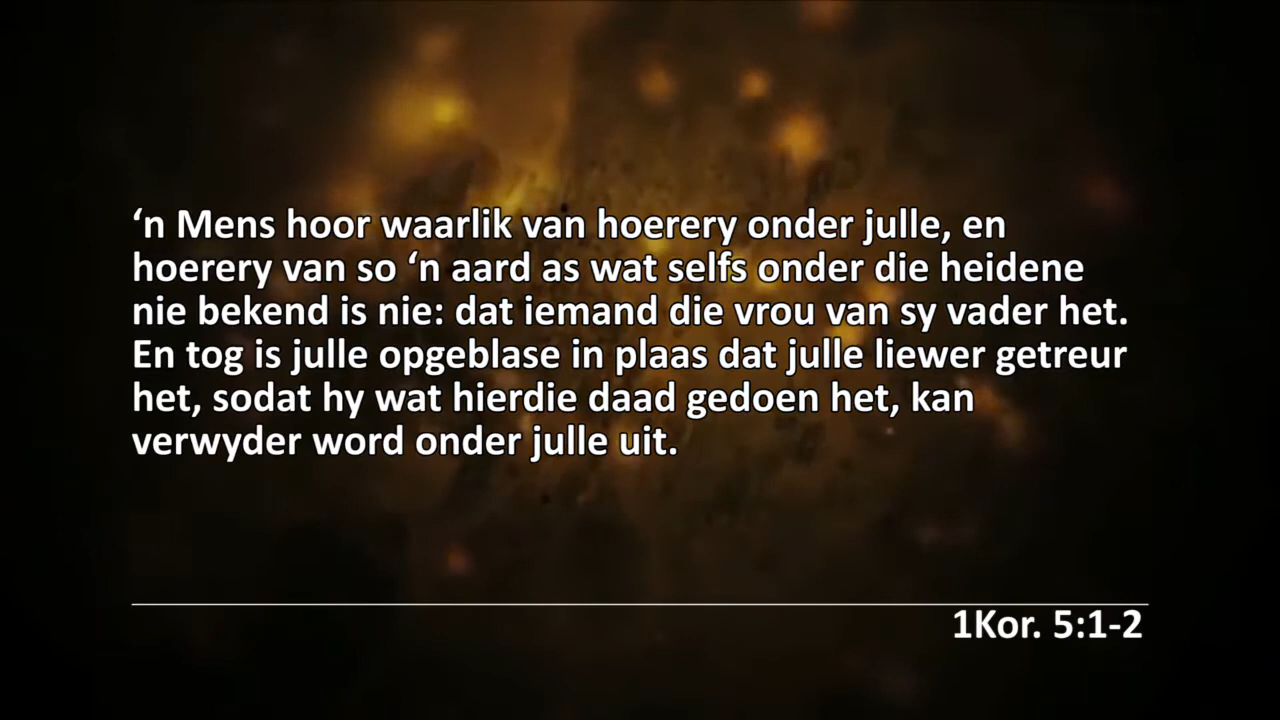 ‘n Mens hoor waarlik van hoerery onder julle, en
hoerery van so ‘n aard as wat selfs onder die heidene
nie bekend is nie: dat iemand die vrou van sy vader het.
En tog is julle opgeblase in plaas dat julle liewer getreur
het, sodat hy wat hierdie daad gedoen het, kan
verwyder word onder julle uit.
1Kor. 5:1-2